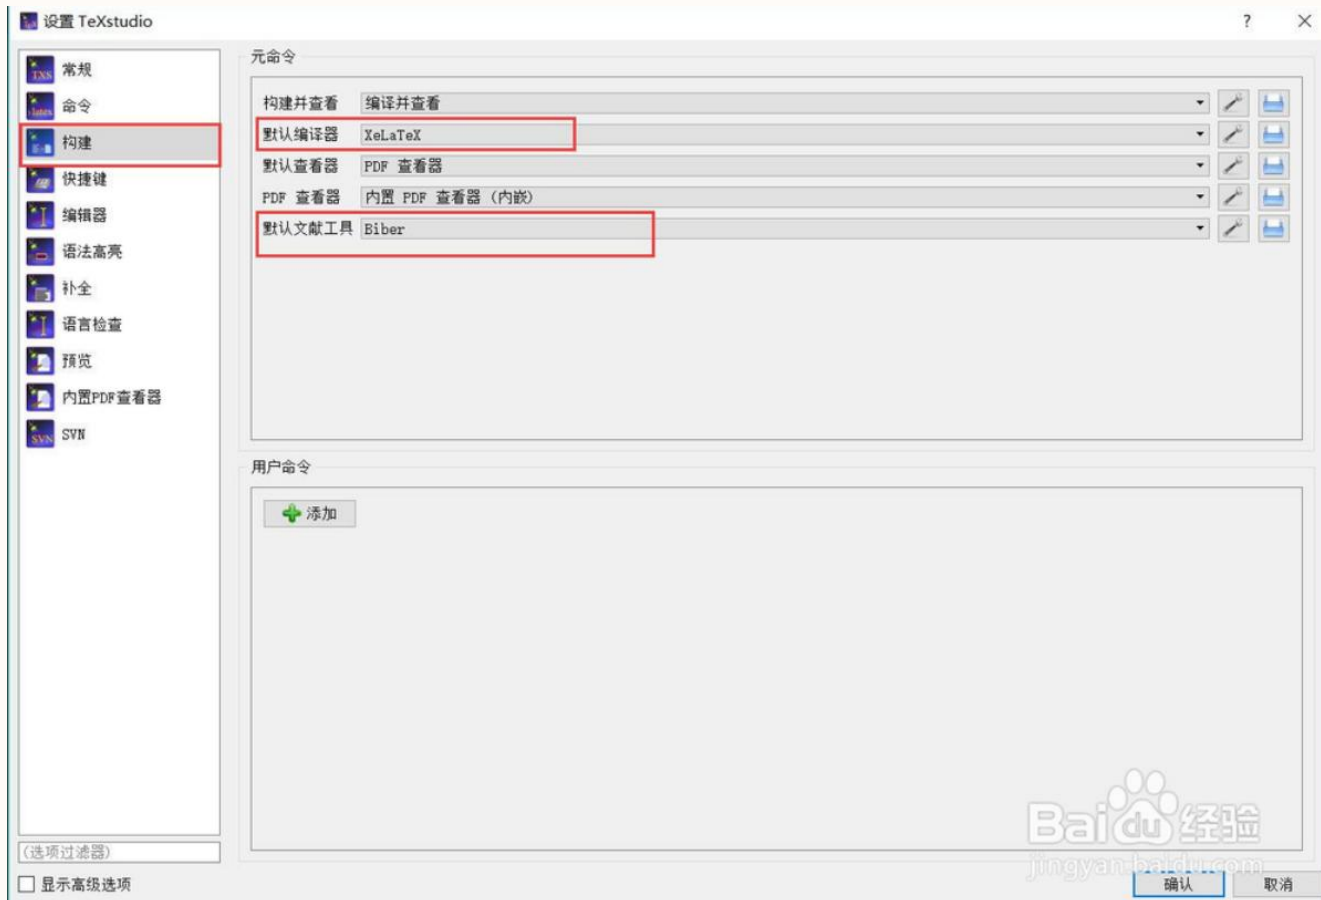 设置 TeXstudio
?
常规
命令
构建
快捷键
编辑器
语法高亮
补全
语言检查
预览
内置PDF查看器
SVN
(选项过滤器)
显示高级选项
元命令
构建并查看 编译并查看
默认编译器 XeLaTeX
默认查看器 PDF 查看器
PDF 查看器 内置 PDF 查看器 (内嵌)
默认文献工具 Biber
用户命令
添加
Baidu经验
jingyan.baidu.com
确认
取消